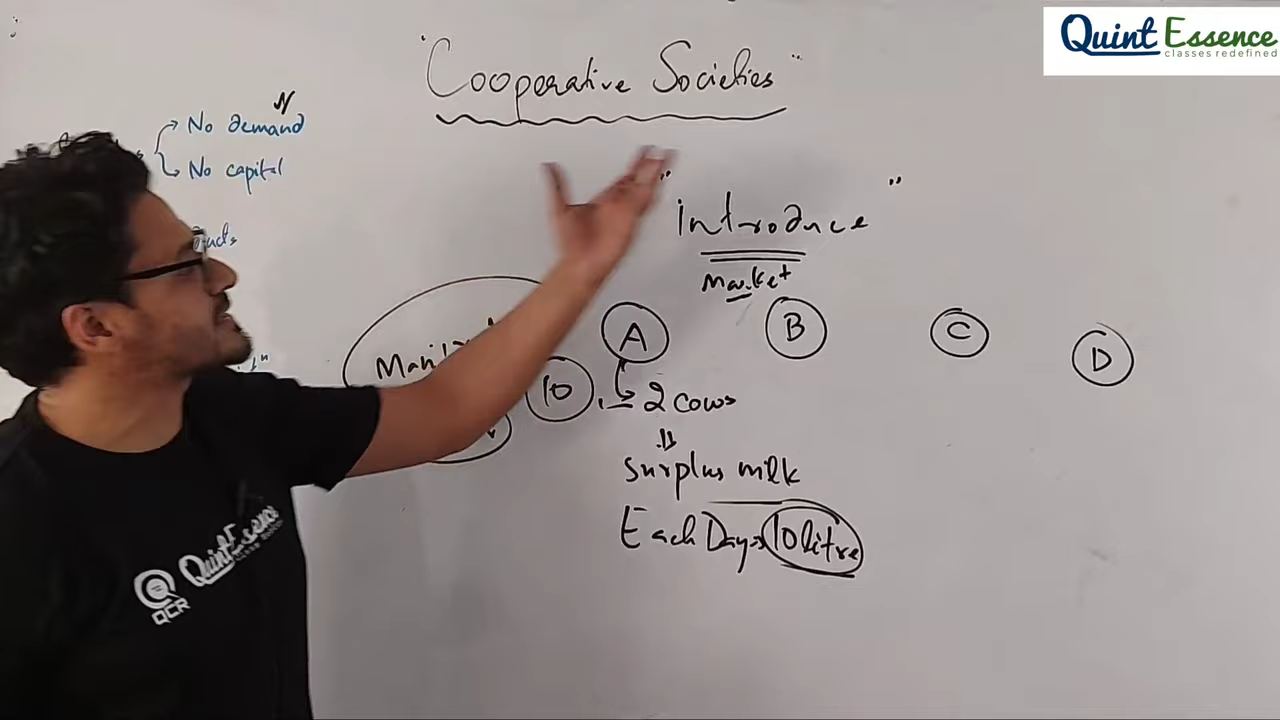 Quint Essence
classes redefined
"Cooperative Societies"
N
No demand
No capital
"Introduce"
market
A
B
C
D
10
2 cows
Surplus milk
Each Day → 10 litre
Quint Essence
QCR